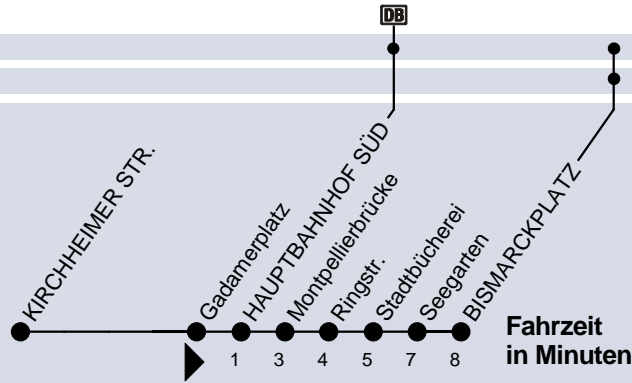 DB
KIRCHHEIMER STR.
Gadamerplatz
HAUPTBAHNHOF SÜD
Montpellierbrücke
Ringstr.
Stadtbücherei
Seegarten
BISMARCKPLATZ
1 3 4 5 7 8
Fahrzeit
in Minuten